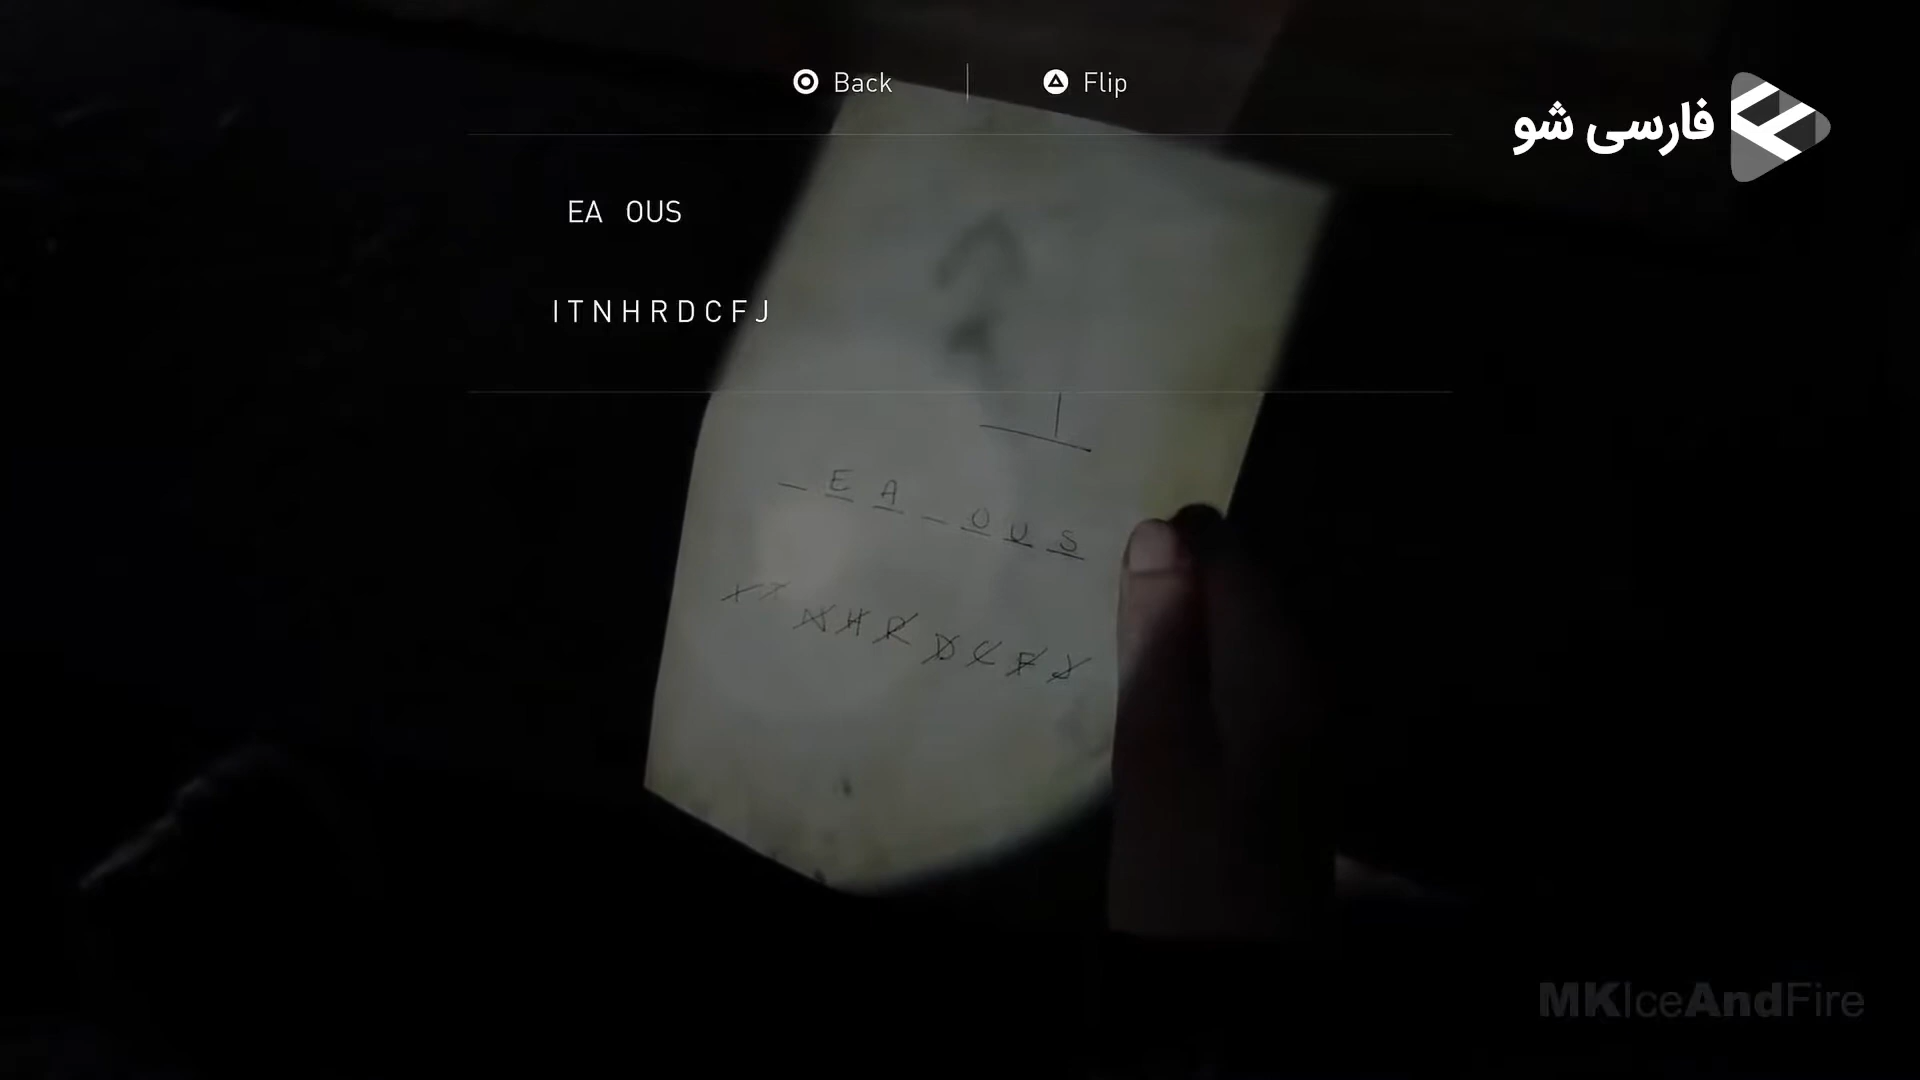 Back
Flip
فارسی شو
EA OUS
ITNHRDCFJ
_ E A _ O U S
I T N H R D C F J
MKIceAndFire